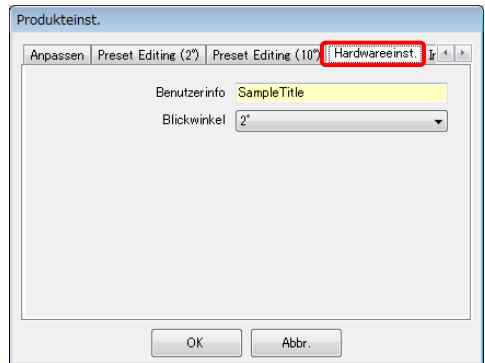 Produkteinst.
Anpassen Preset Editing (2°) Preset Editing (10°) Hardwareeinst.
Benutzerinfo SampleTitle
Blickwinkel 2°
OK Abbr.